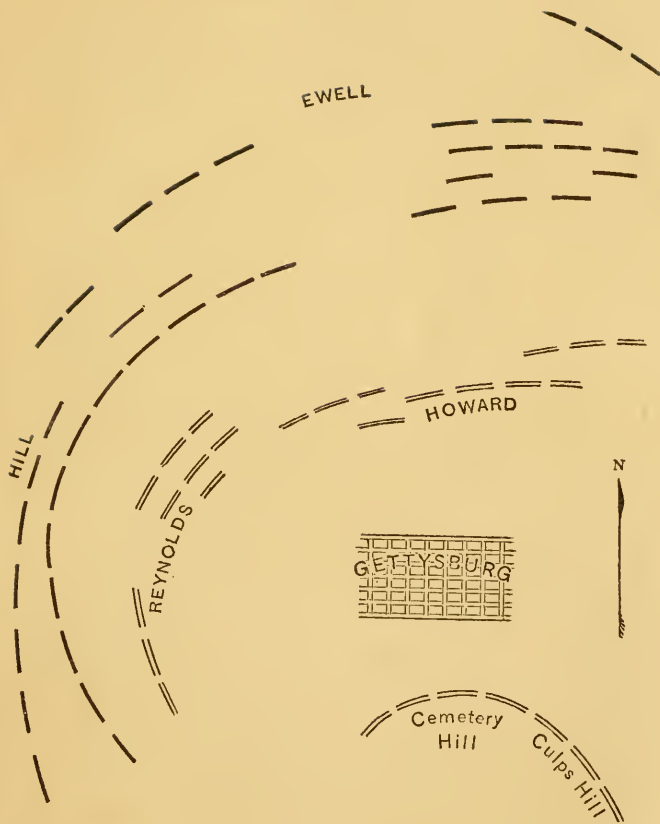 EWELL
HOWARD
HILL
N
REYNOLDS
GETTYSBURG
Cemetery
Hill
Culps Hill